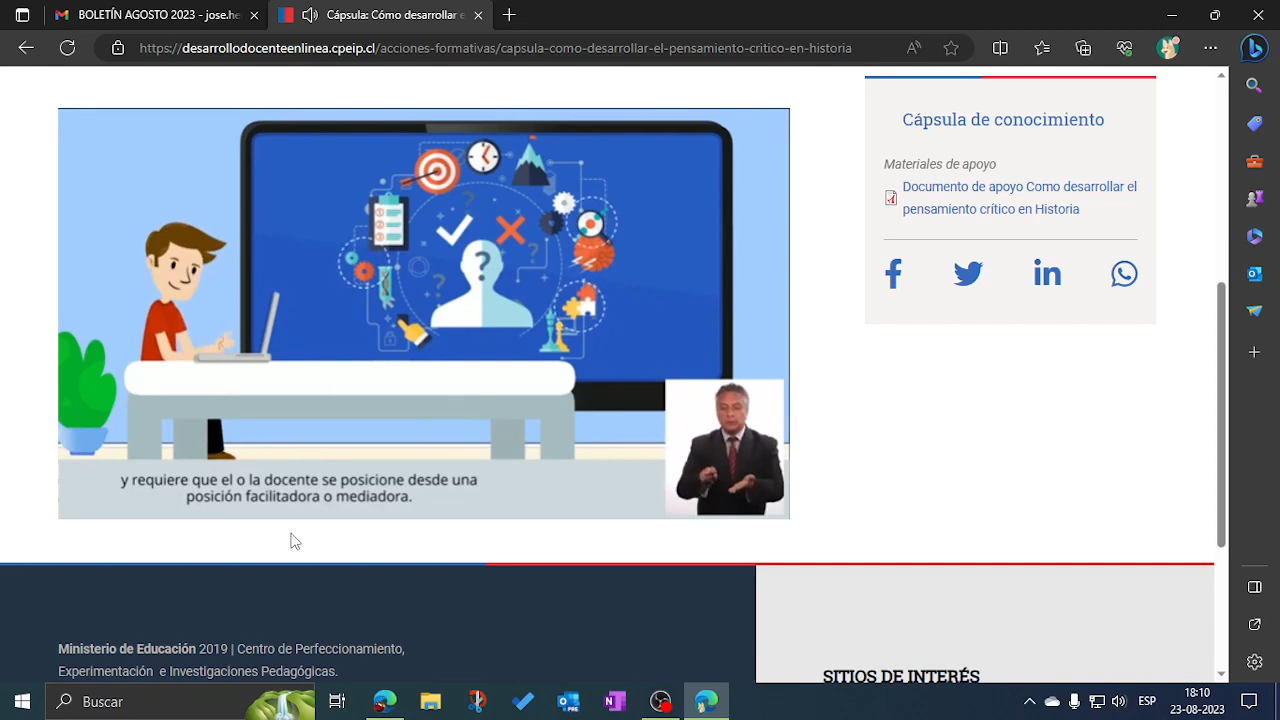 BOLETÍN AGOSTO 2023 - jose.he
Cápsula: Como desarrollar e
https://desarrollodocenteenlinea.cpeip.cl/acciones-formativas/capsula-como-desarrollar-el-pensamiento-critico-en-historia
Cápsula de conocimiento
Materiales de apoyo
Documento de apoyo Como desarrollar el
pensamiento crítico en Historia
y requiere que el o la docente se posicione desde una
posición facilitadora o mediadora.
Ministerio de Educación 2019 | Centro de Perfeccionamiento,
Experimentación e Investigaciones Pedagógicas.
SITIOS DE INTERÉS
Buscar
ESP
18:10
23-08-2023